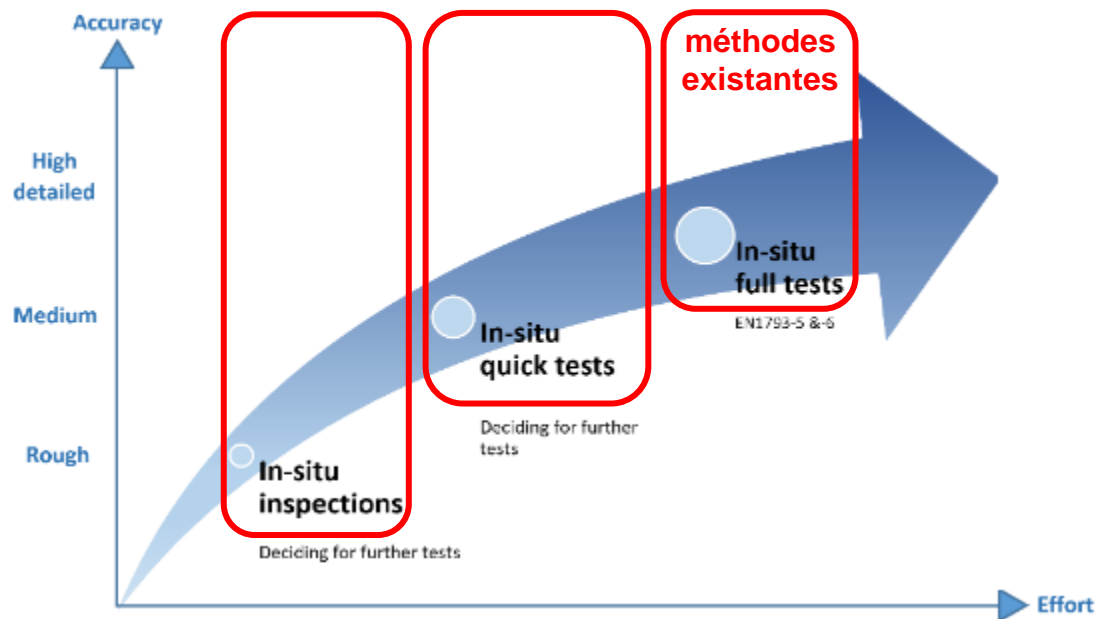 Accuracy
méthodes
existantes
High
detailed
In-situ
full tests
EN1793-5 &-6
Medium
In-situ
quick tests
Deciding for further
tests
Rough
In-situ
inspections
Deciding for further tests
Effort